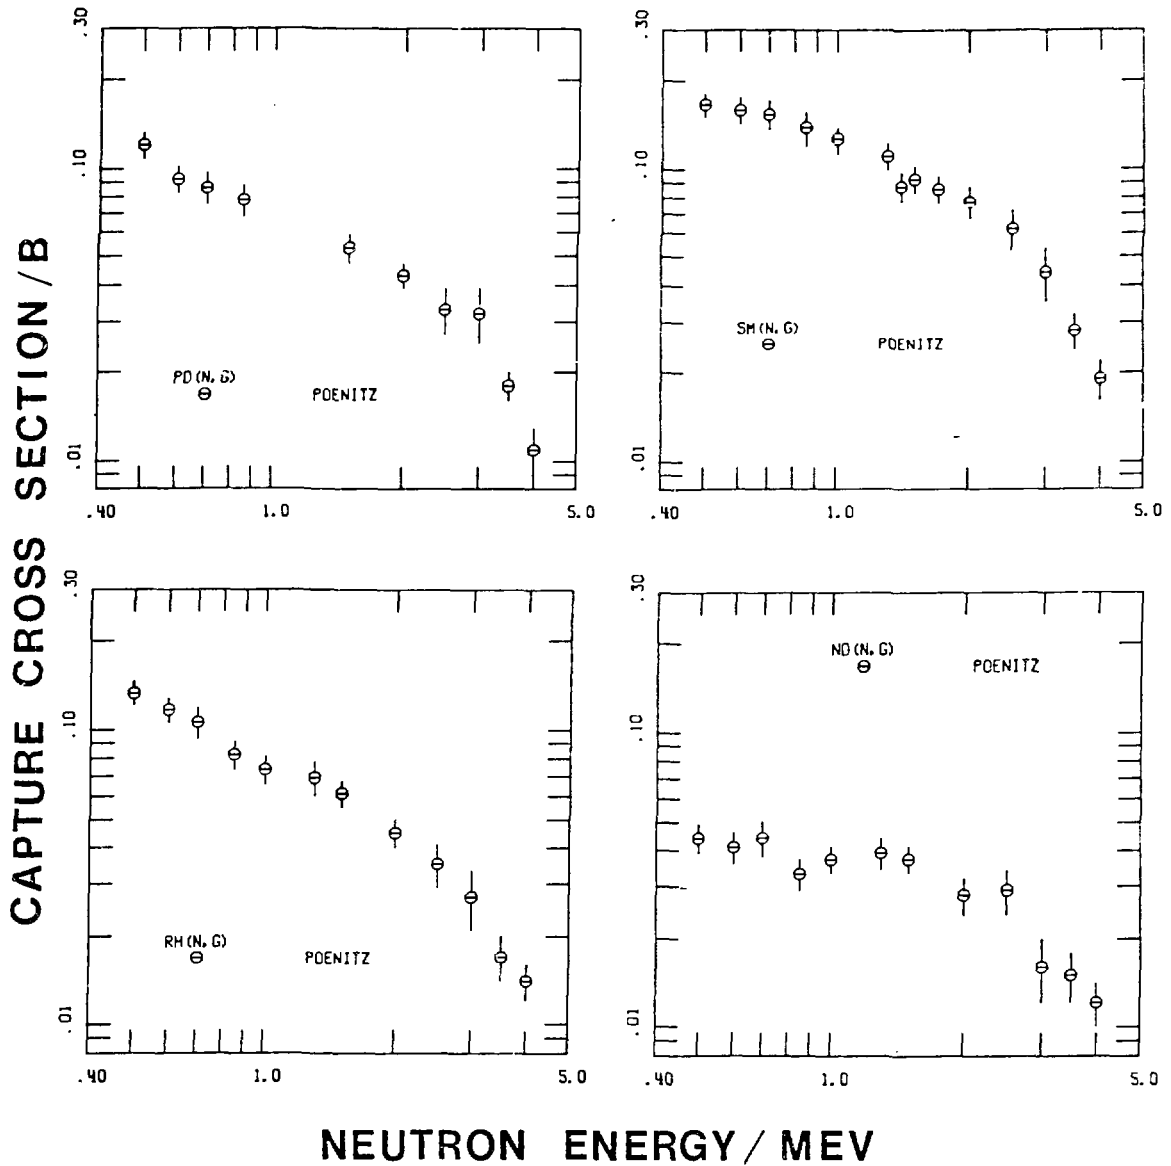 CAPTURE CROSS SECTION/B
.30
.10
.01
PD(N,G)
POENITZ
.40 1.0 5.0
.30
.10
.01
SM(N,G)
POENITZ
.40 1.0 5.0
.30
.10
.01
RH(N,G)
POENITZ
.40 1.0 5.0
.30
.10
.01
ND(N,G)
POENITZ
.40 1.0 5.0
NEUTRON ENERGY/MEV